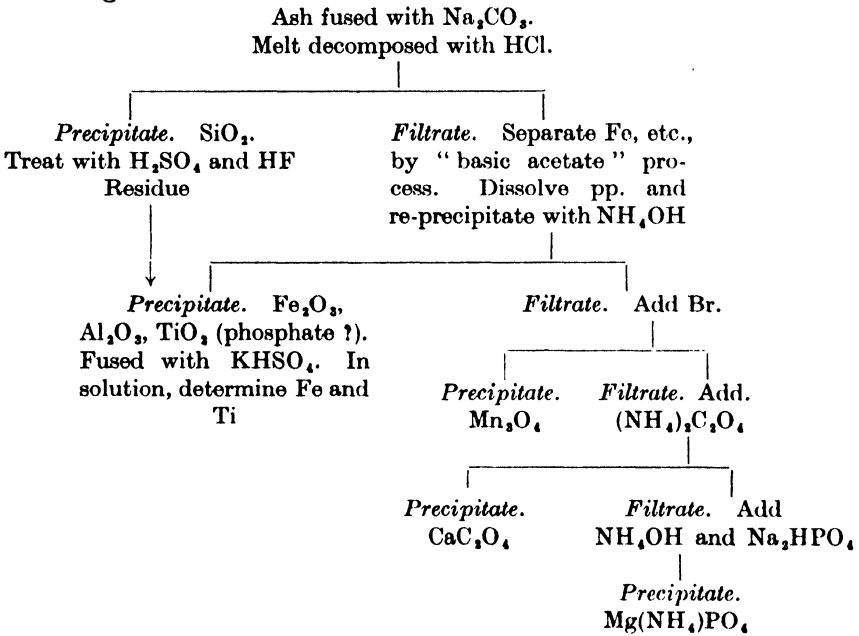 Ash fused with Na₂CO₃.
Melt decomposed with HCl.
Precipitate. SiO₂.
Treat with H₂SO₄ and HF
Residue
Filtrate. Separate Fe, etc.,
by "basic acetate" pro-
cess. Dissolve pp. and
re-precipitate with NH₄OH
Precipitate. Fe₂O₃,
Al₂O₃, TiO₂ (phosphate ?).
Fused with KHSO₄. In
solution, determine Fe and
Ti
Filtrate. Add Br.
Precipitate.
Mn₃O₄
Filtrate. Add.
(NH₄)₂C₂O₄
Precipitate.
CaC₂O₄
Filtrate. Add
NH₄OH and Na₂HPO₄
Precipitate.
Mg(NH₄)PO₄